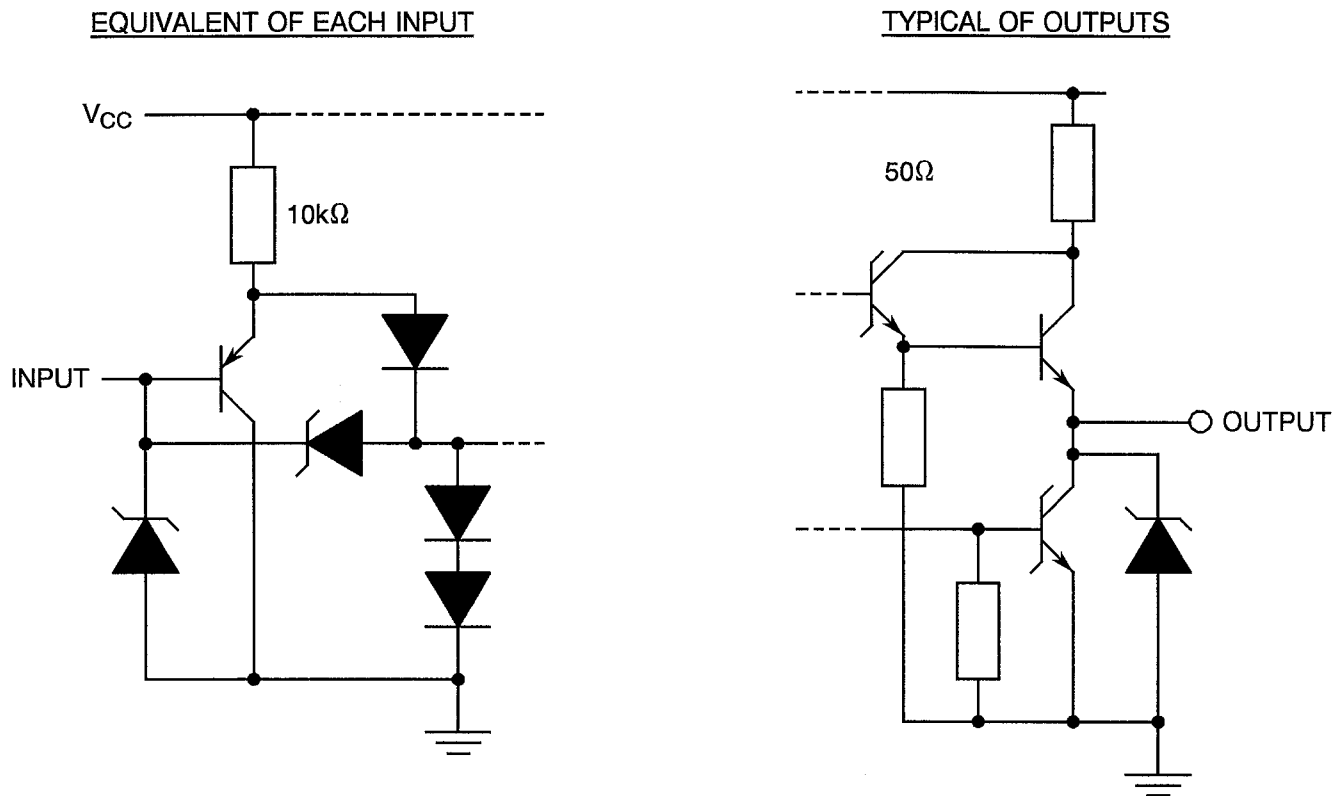 EQUIVALENT OF EACH INPUT
TYPICAL OF OUTPUTS
VCC
10kΩ
50Ω
INPUT
OUTPUT